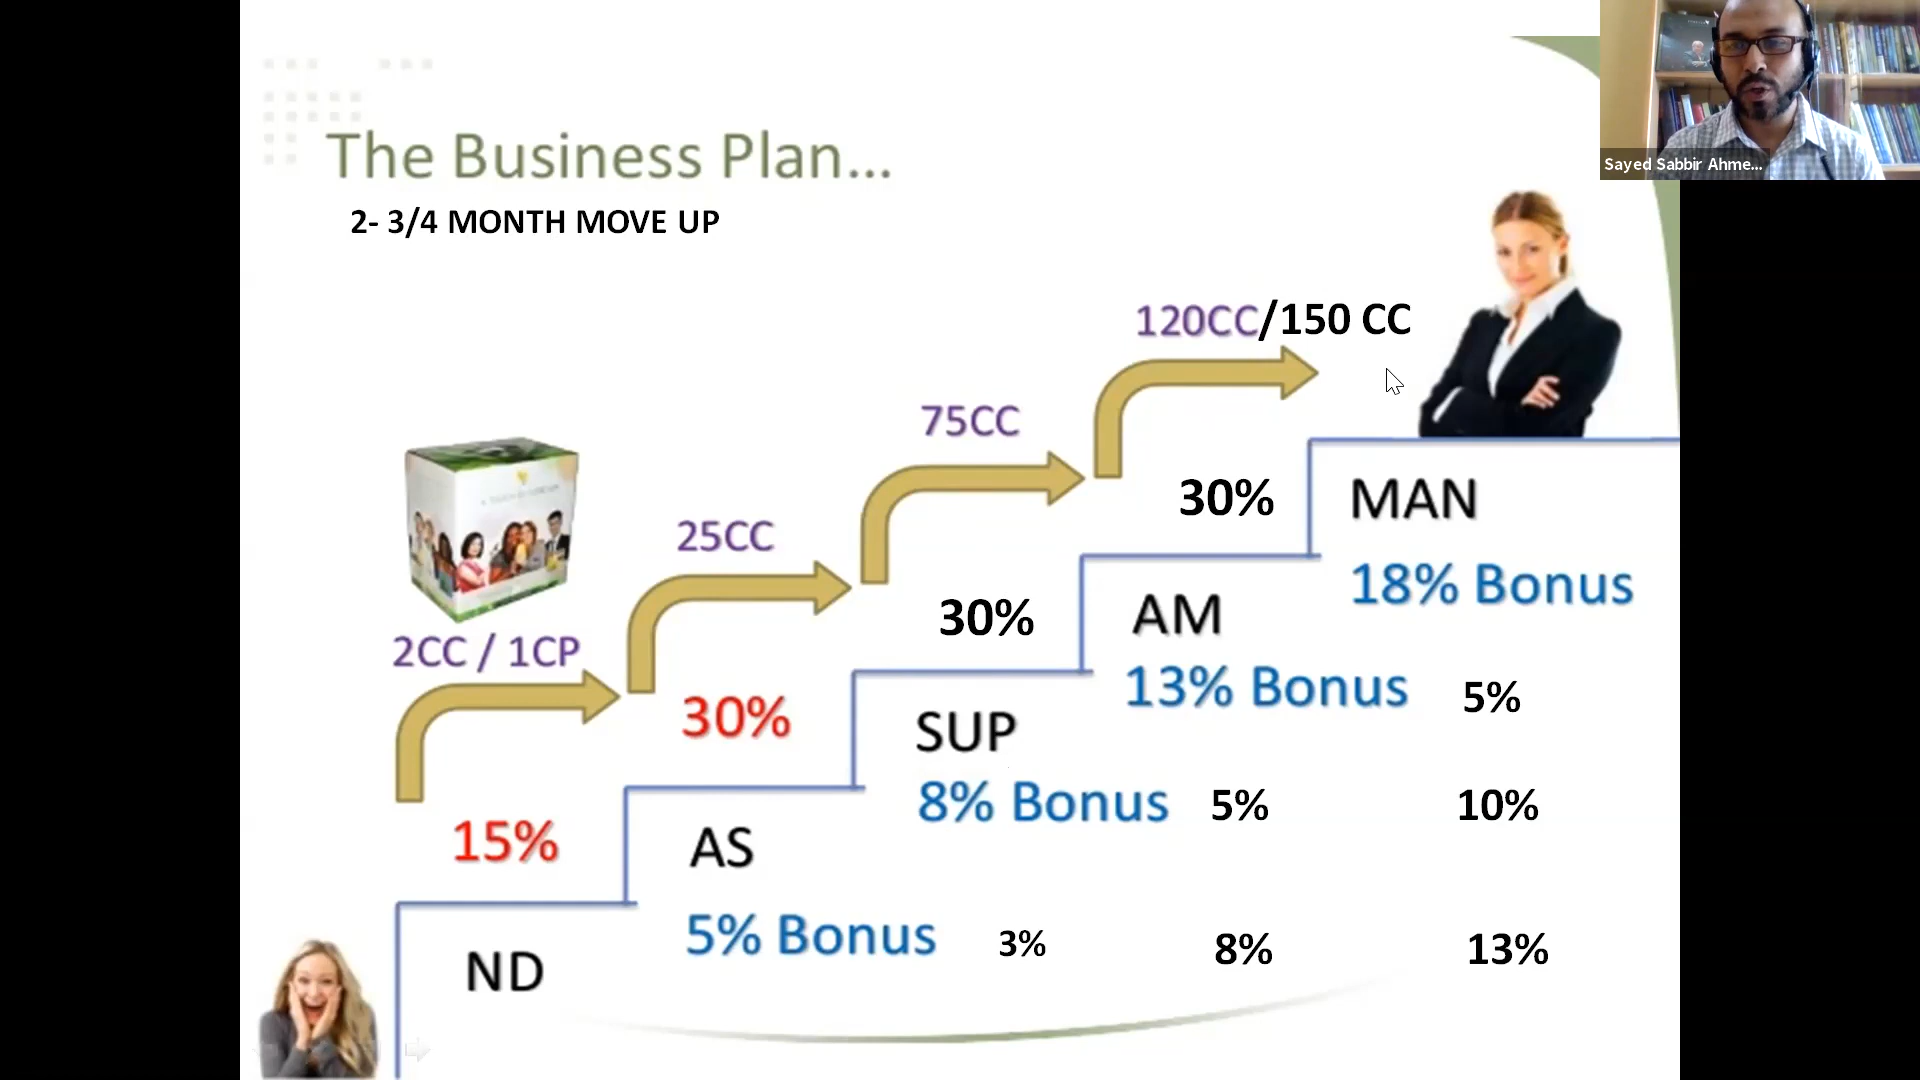 The Business Plan...
2- 3/4 MONTH MOVE UP
Sayed Sabbir Ahme...
120CC/150 CC
75CC
25CC
2CC / 1CP
30%
MAN
18% Bonus
30%
AM
13% Bonus 5%
30%
SUP
8% Bonus 5% 10%
15%
AS
5% Bonus 3% 8% 13%
ND